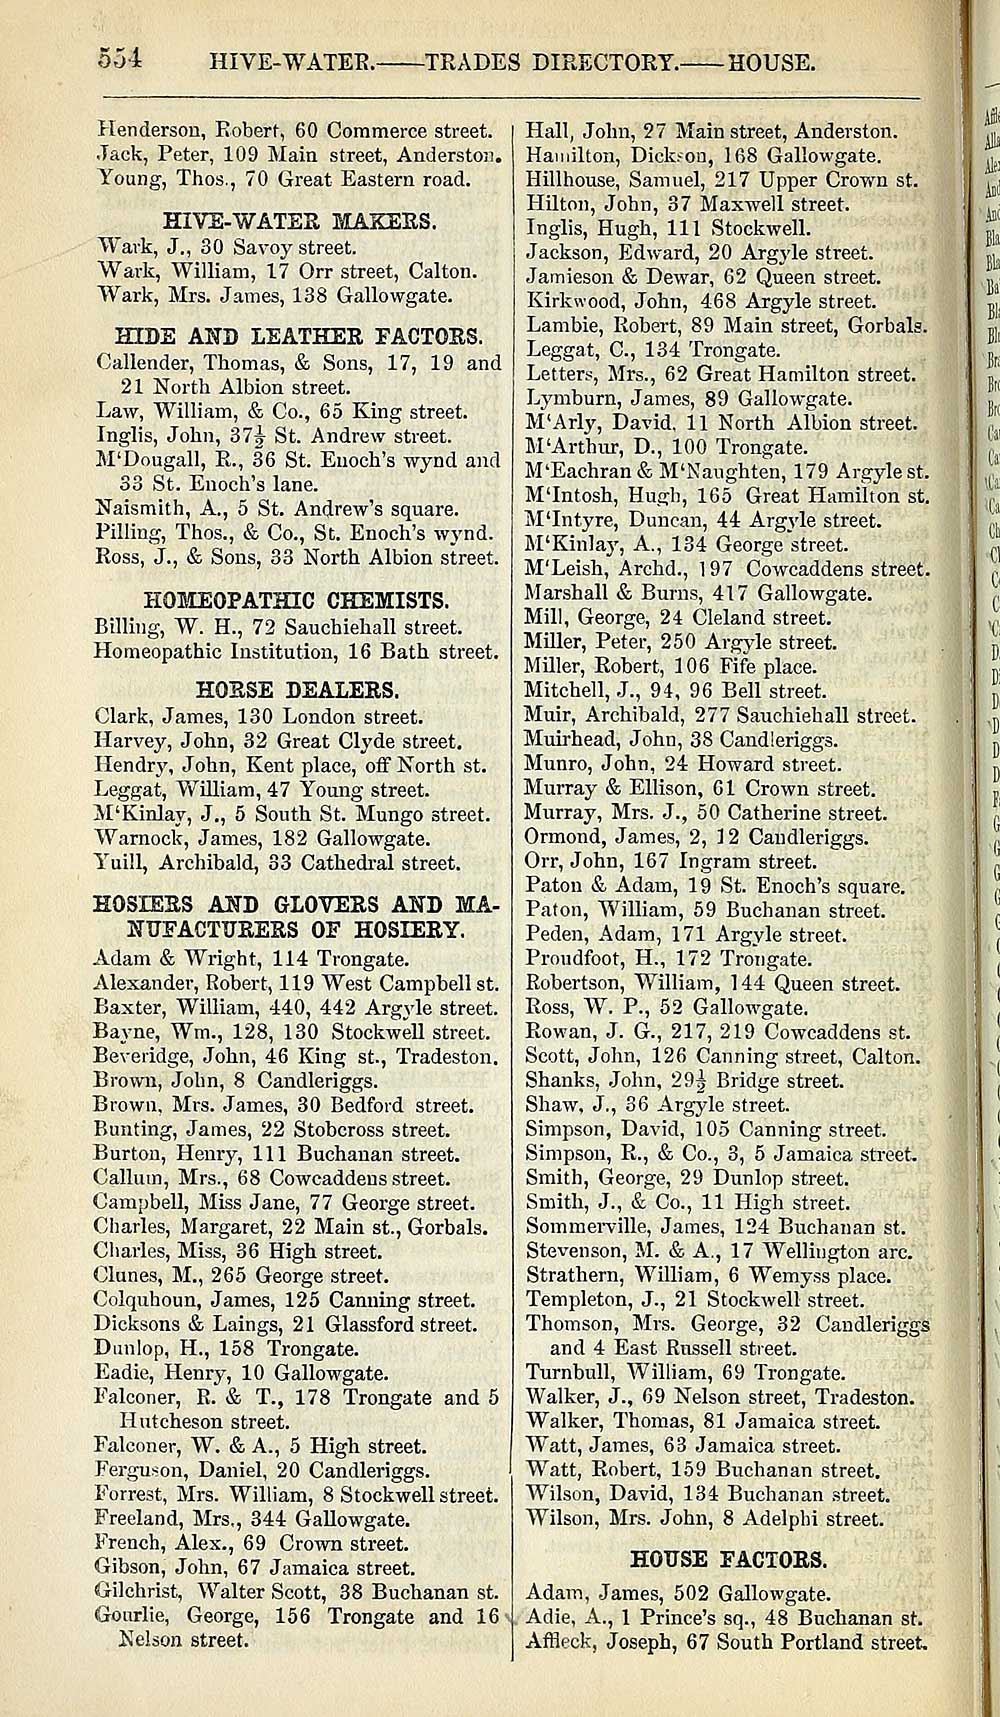 554 HIVE-WATER.——TRADES DIRECTORY.——HOUSE.
Henderson, Robert, 60 Commerce street.
Jack, Peter, 109 Main street, Anderston.
Young, Thos., 70 Great Eastern road.
HIVE-WATER MAKERS.
Wark, J., 30 Savoy street.
Wark, William, 17 Orr street, Calton.
Wark, Mrs. James, 138 Gallowgate.
HIDE AND LEATHER FACTORS.
Callender, Thomas, & Sons, 17, 19 and
21 North Albion street.
Law, William, & Co., 65 King street.
Inglis, John, 37½ St. Andrew street.
M'Dougall, R., 36 St. Enoch's wynd and
33 St. Enoch's lane.
Naismith, A., 5 St. Andrew's square.
Pilling, Thos., & Co., St. Enoch's wynd.
Ross, J., & Sons, 33 North Albion street.
HOMEOPATHIC CHEMISTS.
Billing, W. H., 72 Sauchiehall street.
Homeopathic Institution, 16 Bath street.
HORSE DEALERS.
Clark, James, 130 London street.
Harvey, John, 32 Great Clyde street.
Hendry, John, Kent place, off North st.
Leggat, William, 47 Young street.
M'Kinlay, J., 5 South St. Mungo street.
Warnock, James, 182 Gallowgate.
Yuill, Archibald, 33 Cathedral street.
HOSIERS AND GLOVERS AND MA-
NUFACTURERS OF HOSIERY.
Adam & Wright, 114 Trongate.
Alexander, Robert, 119 West Campbell st.
Baxter, William, 440, 442 Argyle street.
Bayne, Wm., 128, 130 Stockwell street.
Beveridge, John, 46 King st., Tradeston.
Brown, John, 8 Candleriggs.
Brown, Mrs. James, 30 Bedford street.
Bunting, James, 22 Stobcross street.
Burton, Henry, 111 Buchanan street.
Callum, Mrs., 68 Cowcaddens street.
Campbell, Miss Jane, 77 George street.
Charles, Margaret, 22 Main st., Gorbals.
Charles, Miss, 36 High street.
Clunes, M., 265 George street.
Colquhoun, James, 125 Canning street.
Dicksons & Laings, 21 Glassford street.
Dunlop, H., 158 Trongate.
Eadie, Henry, 10 Gallowgate.
Falconer, R. & T., 178 Trongate and 5
Hutcheson street.
Falconer, W. & A., 5 High street.
Ferguson, Daniel, 20 Candleriggs.
Forrest, Mrs. William, 8 Stockwell street.
Freeland, Mrs., 344 Gallowgate.
French, Alex., 69 Crown street.
Gibson, John, 67 Jamaica street.
Gilchrist, Walter Scott, 38 Buchanan st.
Gourlie, George, 156 Trongate and 16
Nelson street.
Hall, John, 27 Main street, Anderston.
Hamilton, Dickson, 168 Gallowgate.
Hillhouse, Samuel, 217 Upper Crown st.
Hilton, John, 37 Maxwell street.
Inglis, Hugh, 111 Stockwell.
Jackson, Edward, 20 Argyle street.
Jamieson & Dewar, 62 Queen street.
Kirkwood, John, 468 Argyle street.
Lambie, Robert, 89 Main street, Gorbals.
Leggat, C., 134 Trongate.
Letters, Mrs., 62 Great Hamilton street.
Lymburn, James, 89 Gallowgate.
M'Arly, David, 11 North Albion street.
M'Arthur, D., 100 Trongate.
M'Eachran & M'Naughten, 179 Argyle st.
M'Intosh, Hugh, 165 Great Hamilton st.
M'Intyre, Duncan, 44 Argyle street.
M'Kinlay, A., 134 George street.
M'Leish, Archd., 197 Cowcaddens street.
Marshall & Burns, 417 Gallowgate.
Mill, George, 24 Cleland street.
Miller, Peter, 250 Argyle street.
Miller, Robert, 106 Fife place.
Mitchell, J., 94, 96 Bell street.
Muir, Archibald, 277 Sauchiehall street.
Muirhead, John, 38 Candleriggs.
Munro, John, 24 Howard street.
Murray & Ellison, 61 Crown street.
Murray, Mrs. J., 50 Catherine street.
Ormond, James, 2, 12 Candleriggs.
Orr, John, 167 Ingram street.
Paton & Adam, 19 St. Enoch's square.
Paton, William, 59 Buchanan street.
Peden, Adam, 171 Argyle street.
Proudfoot, H., 172 Trongate.
Robertson, William, 144 Queen street.
Ross, W. P., 52 Gallowgate.
Rowan, J. G., 217, 219 Cowcaddens st.
Scott, John, 126 Canning street, Calton.
Shanks, John, 29½ Bridge street.
Shaw, J., 36 Argyle street.
Simpson, David, 105 Canning street.
Simpson, R., & Co., 3, 5 Jamaica street.
Smith, George, 29 Dunlop street.
Smith, J., & Co., 11 High street.
Sommerville, James, 124 Buchanan st.
Stevenson, M. & A., 17 Wellington arc.
Strathern, William, 6 Wemyss place.
Templeton, J., 21 Stockwell street.
Thomson, Mrs. George, 32 Candleriggs
and 4 East Russell street.
Turnbull, William, 69 Trongate.
Walker, J., 69 Nelson street, Tradeston.
Walker, Thomas, 81 Jamaica street.
Watt, James, 63 Jamaica street.
Watt, Robert, 159 Buchanan street.
Wilson, David, 134 Buchanan street.
Wilson, Mrs. John, 8 Adelphi street.
HOUSE FACTORS.
Adam, James, 502 Gallowgate.
Adie, A., 1 Prince's sq., 48 Buchanan st.
Affleck, Joseph, 67 South Portland street.